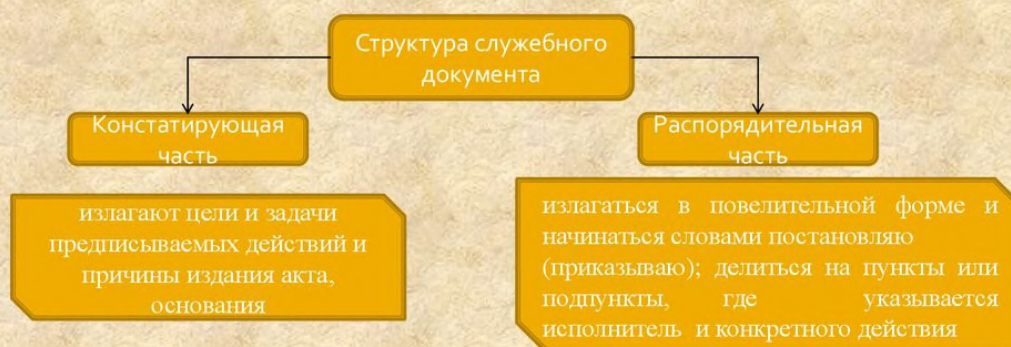 Структура служебного
документа
Констатирующая
часть
Распорядительная
часть
излагают цели и задачи
предписываемых действий и
причины издания акта,
основания
излагаться в повелительной форме и
начинаться словами постановляю
(приказываю); делиться на пункты или
подпункты, где указывается
исполнитель и конкретного действия